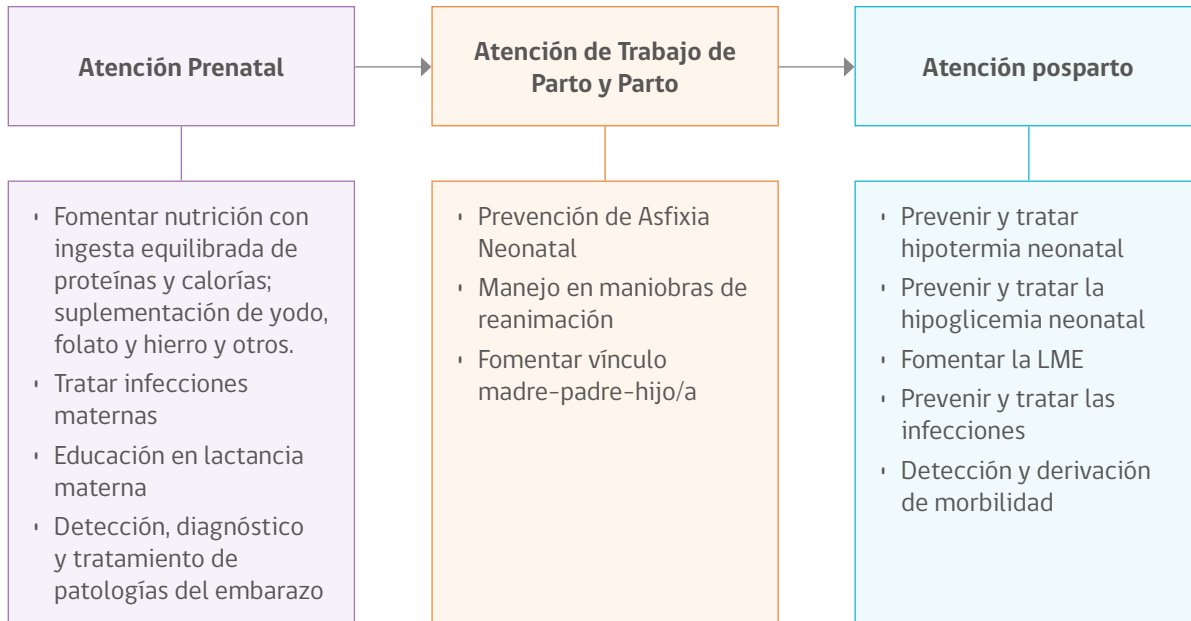 Atención Prenatal
Atención de Trabajo de
Parto y Parto
Atención posparto
• Fomentar nutrición con
ingesta equilibrada de
proteínas y calorías;
suplementación de yodo,
folato y hierro y otros.
• Tratar infecciones
maternas
• Educación en lactancia
materna
• Detección, diagnóstico
y tratamiento de
patologías del embarazo
• Prevención de Asfixia
Neonatal
• Manejo en maniobras de
reanimación
• Fomentar vínculo
madre-padre-hijo/a
• Prevenir y tratar
hipotermia neonatal
• Prevenir y tratar la
hipoglicemia neonatal
• Fomentar la LME
• Prevenir y tratar las
infecciones
• Detección y derivación
de morbilidad